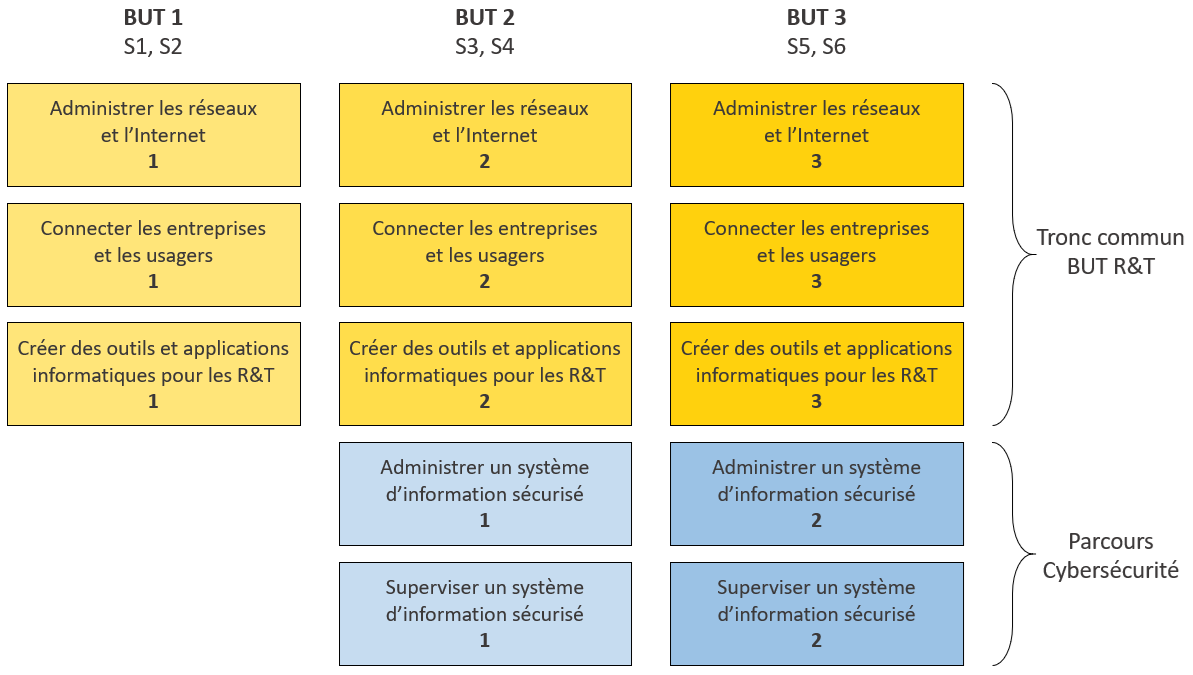 BUT 1
S1, S2
BUT 2
S3, S4
BUT 3
S5, S6
Administrer les réseaux
et l’Internet
1
Administrer les réseaux
et l’Internet
2
Administrer les réseaux
et l’Internet
3
Connecter les entreprises
et les usagers
1
Connecter les entreprises
et les usagers
2
Connecter les entreprises
et les usagers
3
Tronc commun
BUT R&T
Créer des outils et applications
informatiques pour les R&T
1
Créer des outils et applications
informatiques pour les R&T
2
Créer des outils et applications
informatiques pour les R&T
3
Administrer un système
d’information sécurisé
1
Administrer un système
d’information sécurisé
2
Parcours
Cybersécurité
Superviser un système
d’information sécurisé
1
Superviser un système
d’information sécurisé
2